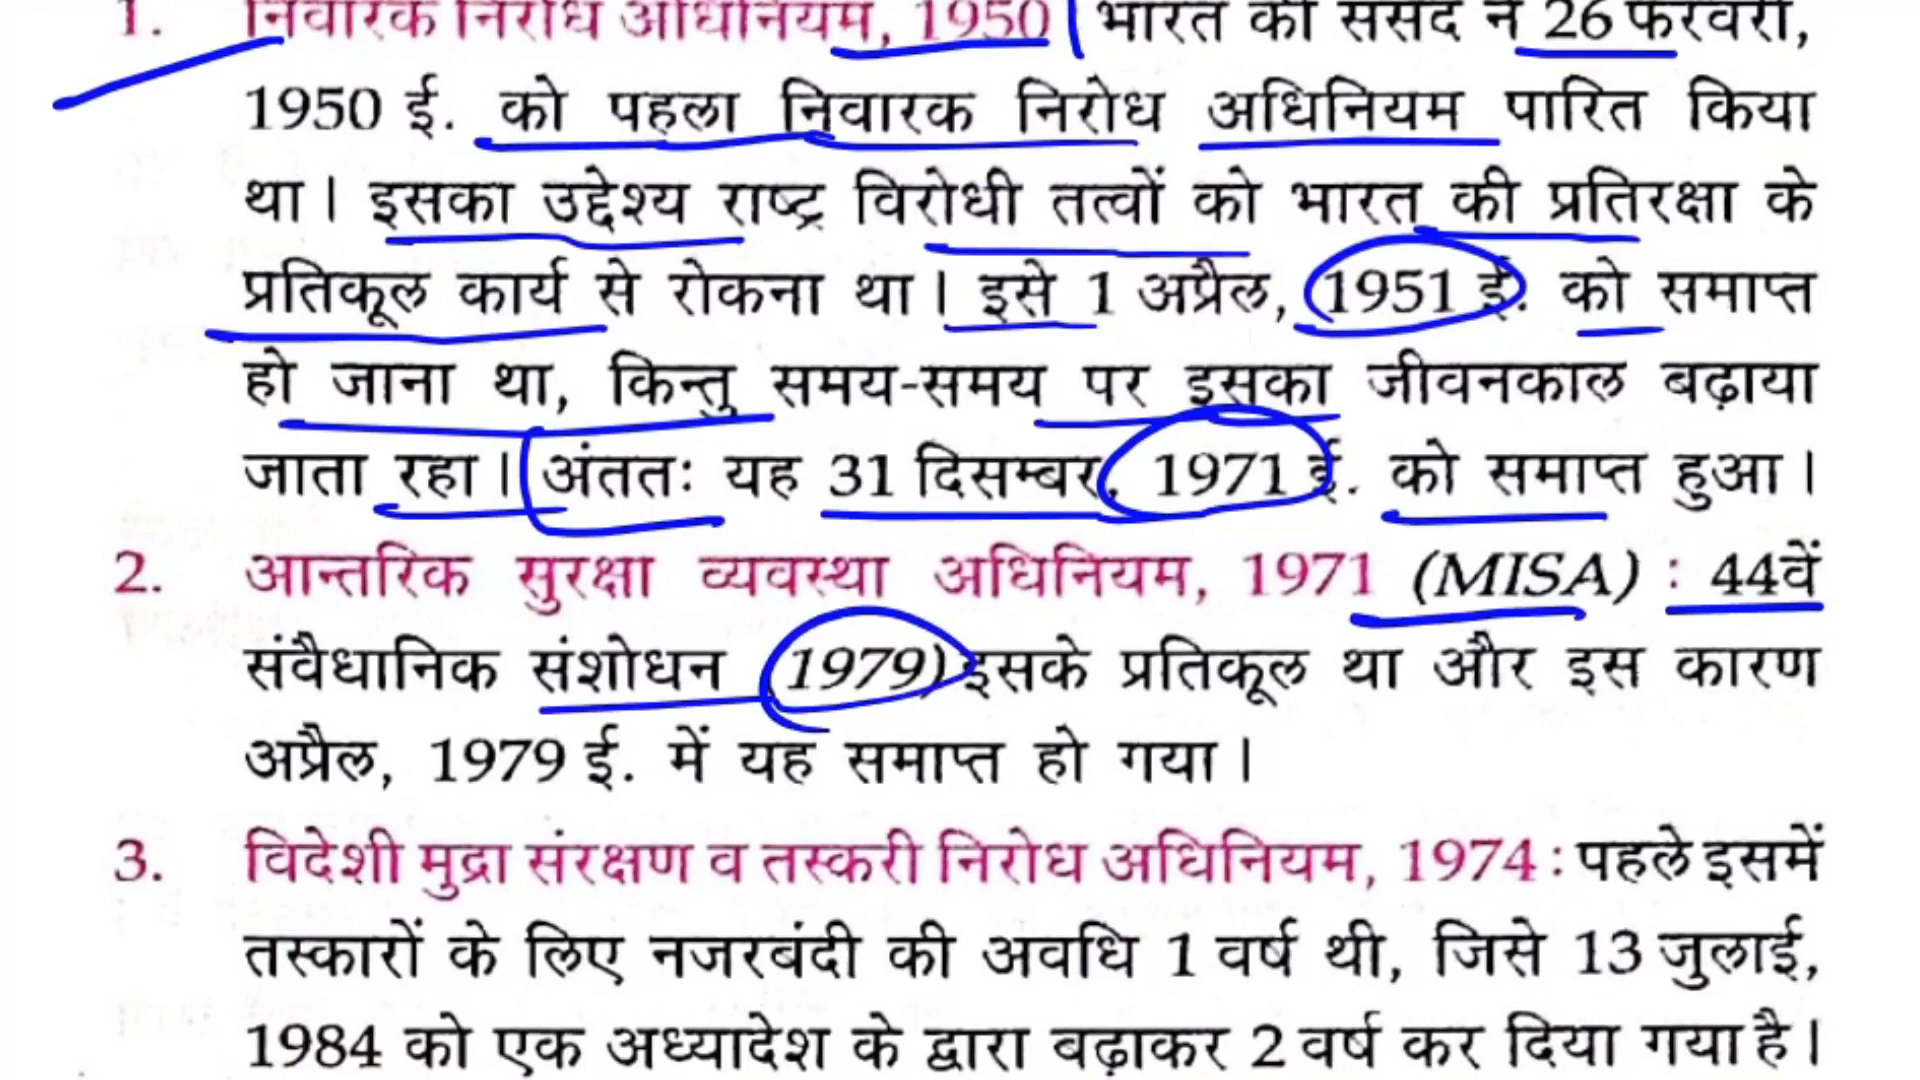 1. निवारक निरोध अधिनियम, 1950 भारत की संसद ने 26 फरवरी,
1950 ई. को पहला निवारक निरोध अधिनियम पारित किया
था। इसका उद्देश्य राष्ट्र विरोधी तत्वों को भारत की प्रतिरक्षा के
प्रतिकूल कार्य से रोकना था। इसे 1 अप्रैल, 1951 ई. को समाप्त
हो जाना था, किन्तु समय-समय पर इसका जीवनकाल बढ़ाया
जाता रहा। अंततः यह 31 दिसम्बर, 1971 ई. को समाप्त हुआ।
2. आन्तरिक सुरक्षा व्यवस्था अधिनियम, 1971 (MISA) : 44वें
संवैधानिक संशोधन (1979) इसके प्रतिकूल था और इस कारण
अप्रैल, 1979 ई. में यह समाप्त हो गया।
3. विदेशी मुद्रा संरक्षण व तस्करी निरोध अधिनियम, 1974 : पहले इसमें
तस्कारों के लिए नजरबंदी की अवधि 1 वर्ष थी, जिसे 13 जुलाई,
1984 को एक अध्यादेश के द्वारा बढ़ाकर 2 वर्ष कर दिया गया है।